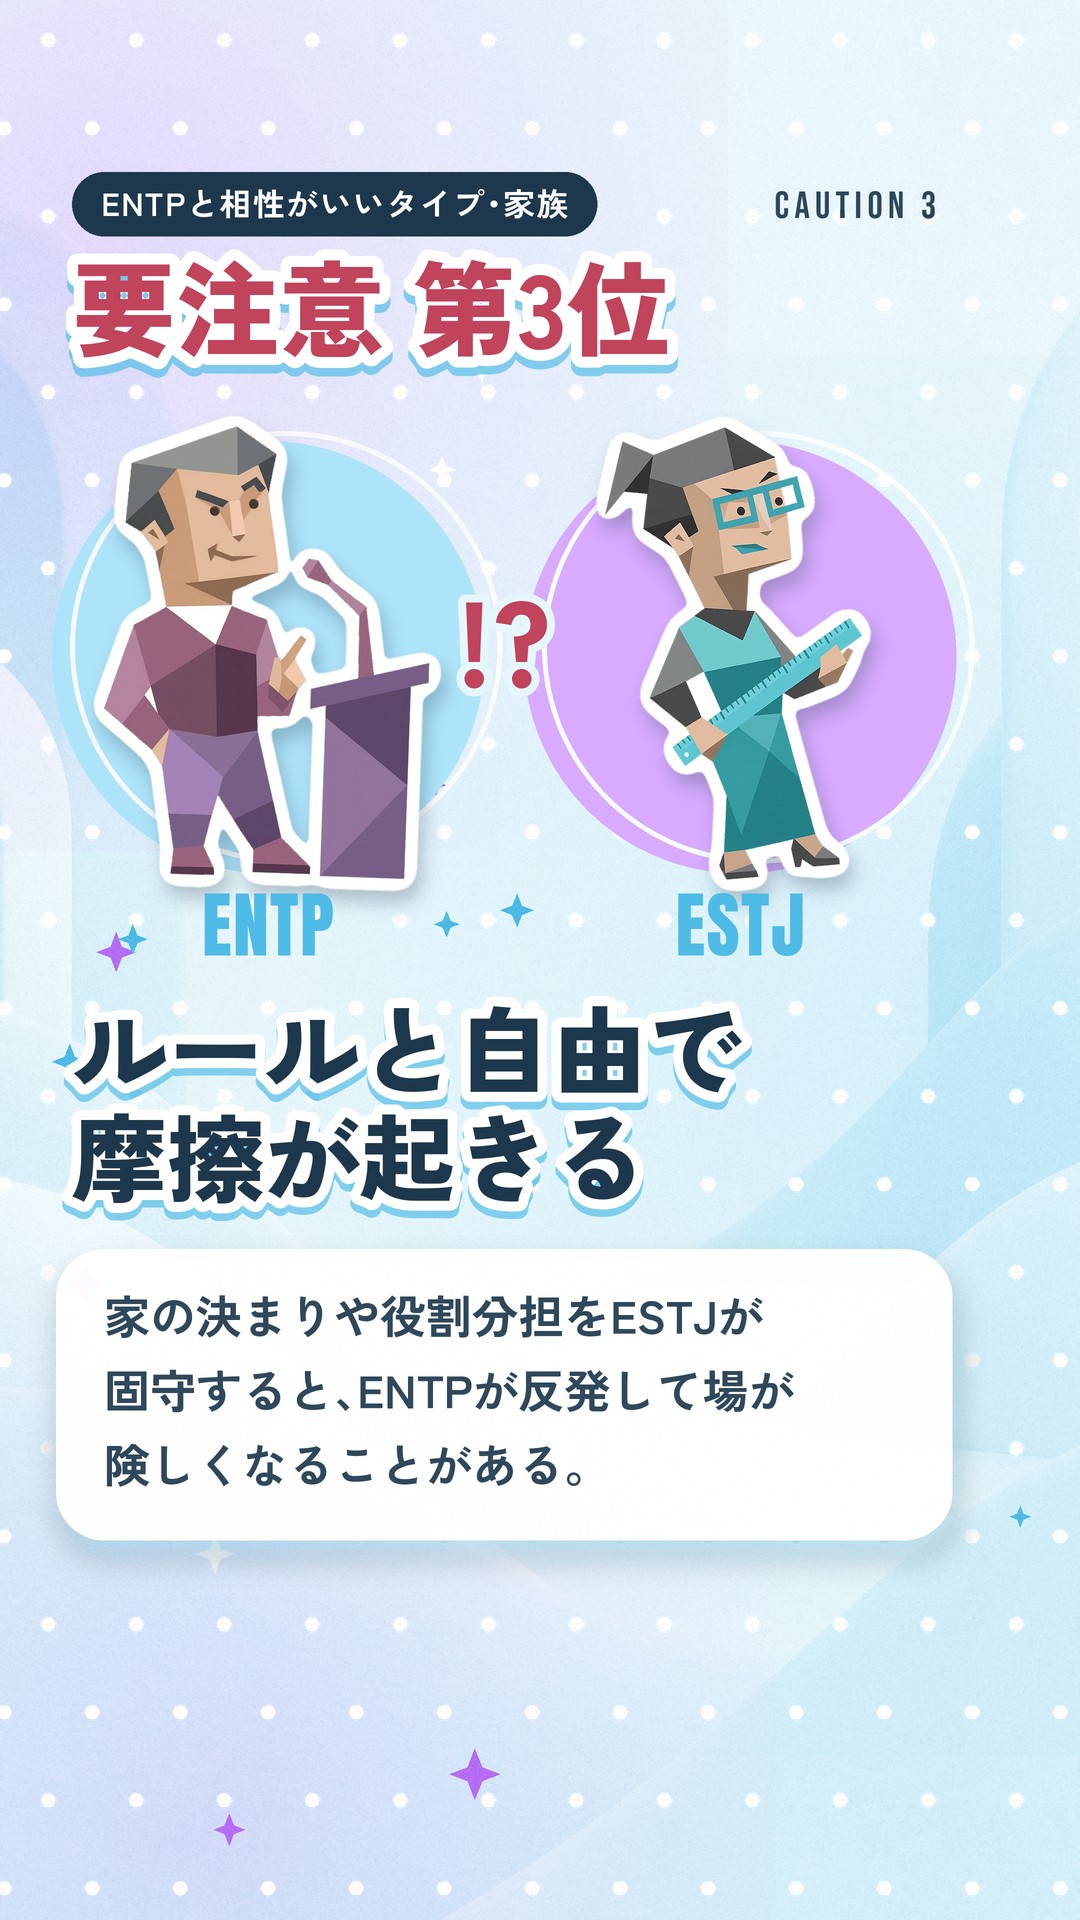 ENTPと相性がいいタイプ・家族
CAUTION 3
要注意 第3位
!?
ENTP
ESTJ
ルールと自由で
摩擦が起きる
家の決まりや役割分担をESTJが
固守すると、ENTPが反発して場が
険しくなることがある。